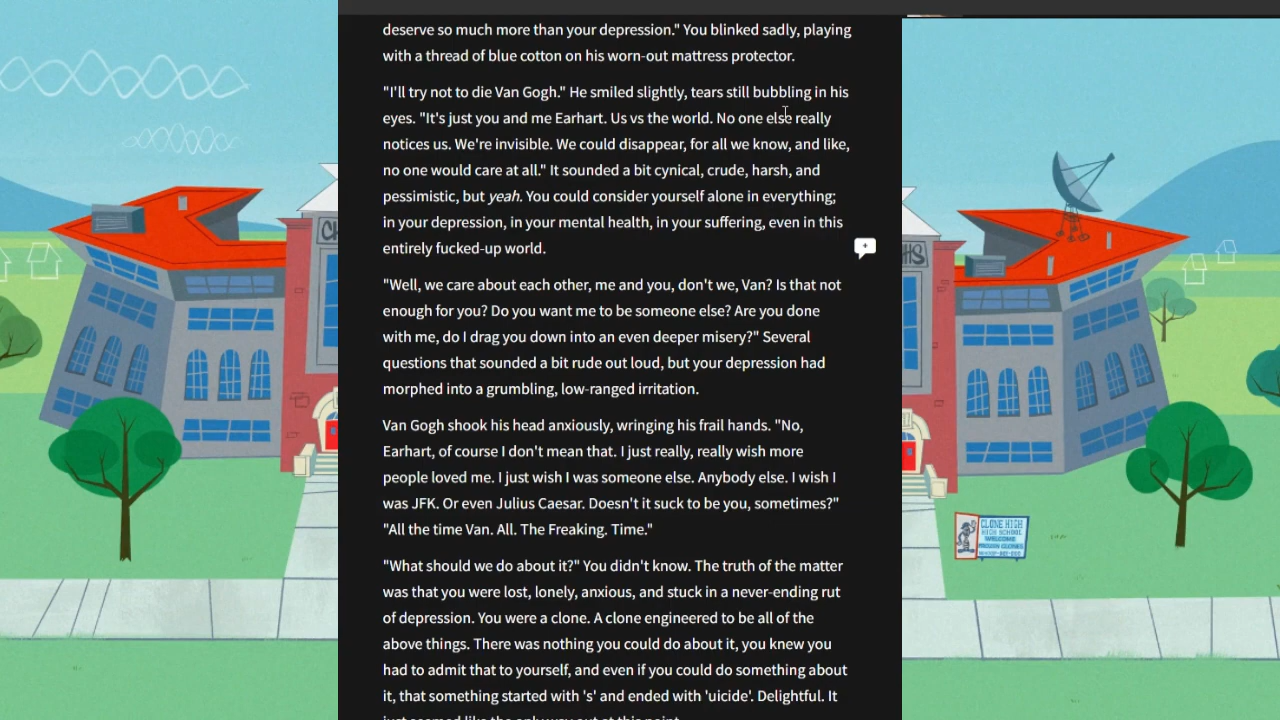 deserve so much more than your depression." You blinked sadly, playing
with a thread of blue cotton on his worn-out mattress protector.
"I'll try not to die Van Gogh." He smiled slightly, tears still bubbling in his
eyes. "It's just you and me Earhart. Us vs the world. No one else really
notices us. We're invisible. We could disappear, for all we know, and like,
no one would care at all." It sounded a bit cynical, crude, harsh, and
pessimistic, but yeah. You could consider yourself alone in everything;
in your depression, in your mental health, in your suffering, even in this
entirely fucked-up world.
"Well, we care about each other, me and you, don't we, Van? Is that not
enough for you? Do you want me to be someone else? Are you done
with me, do I drag you down into an even deeper misery?" Several
questions that sounded a bit rude out loud, but your depression had
morphed into a grumbling, low-ranged irritation.
Van Gogh shook his head anxiously, wringing his frail hands. "No,
Earhart, of course I don't mean that. I just really, really wish more
people loved me. I just wish I was someone else. Anybody else. I wish I
was JFK. Or even Julius Caesar. Doesn't it suck to be you, sometimes?"
"All the time Van. All. The Freaking. Time."
"What should we do about it?" You didn't know. The truth of the matter
was that you were lost, lonely, anxious, and stuck in a never-ending rut
of depression. You were a clone. A clone engineered to be all of the
above things. There was nothing you could do about it, you knew you
had to admit that to yourself, and even if you could do something about
it, that something started with 's' and ended with 'uicide'. Delightful. It
just seemed like the only way out at this point.
CLONE HIGH
HIGH SCHOOL
WELCOME